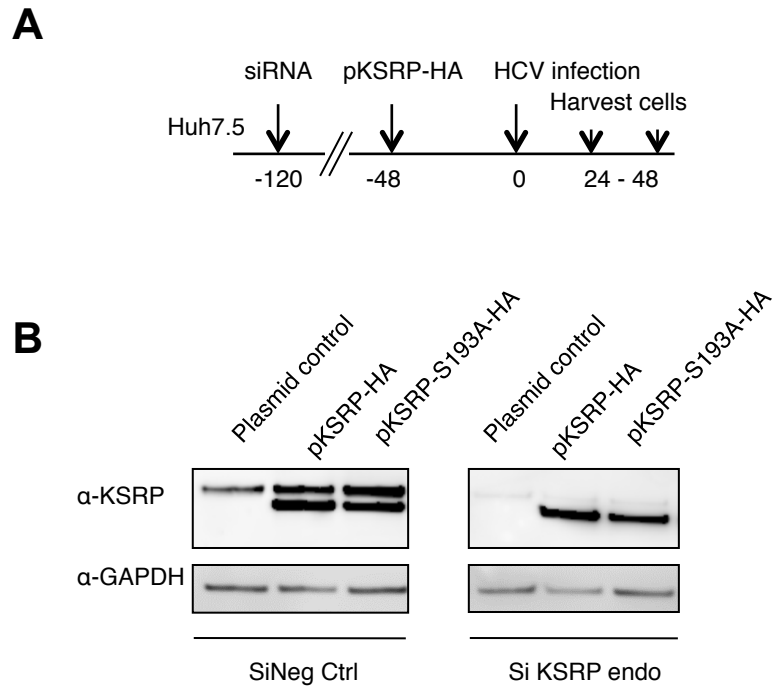 A
siRNA pKSRP-HA HCV infection
Harvest cells
Huh7.5
-120 -48 0 24 - 48
B
Plasmid control pKSRP-HA pKSRP-S193A-HA Plasmid control pKSRP-HA pKSRP-S193A-HA
α-KSRP
α-GAPDH
SiNeg Ctrl Si KSRP endo